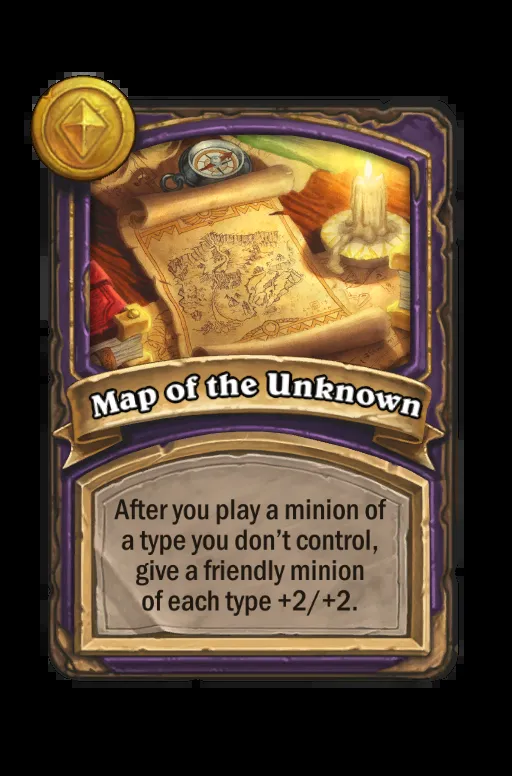 Map of the Unknown
After you play a minion of
a type you don't control,
give a friendly minion
of each type +2/+2.